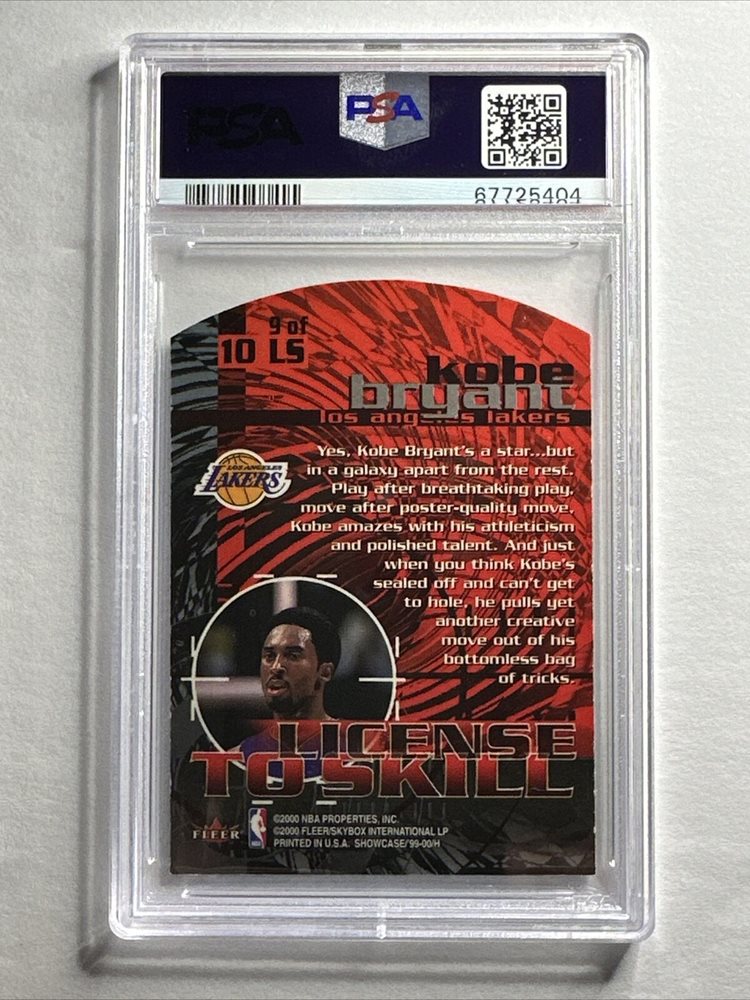 PSA
PSA
67725404
9 of
10 LS
kobe
bryant
los angeles lakers
LOS ANGELES
LAKERS
Yes, Kobe Bryant's a star...but
in a galaxy apart from the rest.
Play after breathtaking play,
move after poster-quality move,
Kobe amazes with his athleticism
and polished talent. And just
when you think Kobe's
sealed off and can't get
to hole, he pulls yet
another creative
move out of his
bottomless bag
of tricks.
LICENSE
TO SKILL
FLEER
NBA
©2000 NBA PROPERTIES, INC.
©2000 FLEER/SKYBOX INTERNATIONAL LP
PRINTED IN U.S.A. SHOWCASE/'99-00/H